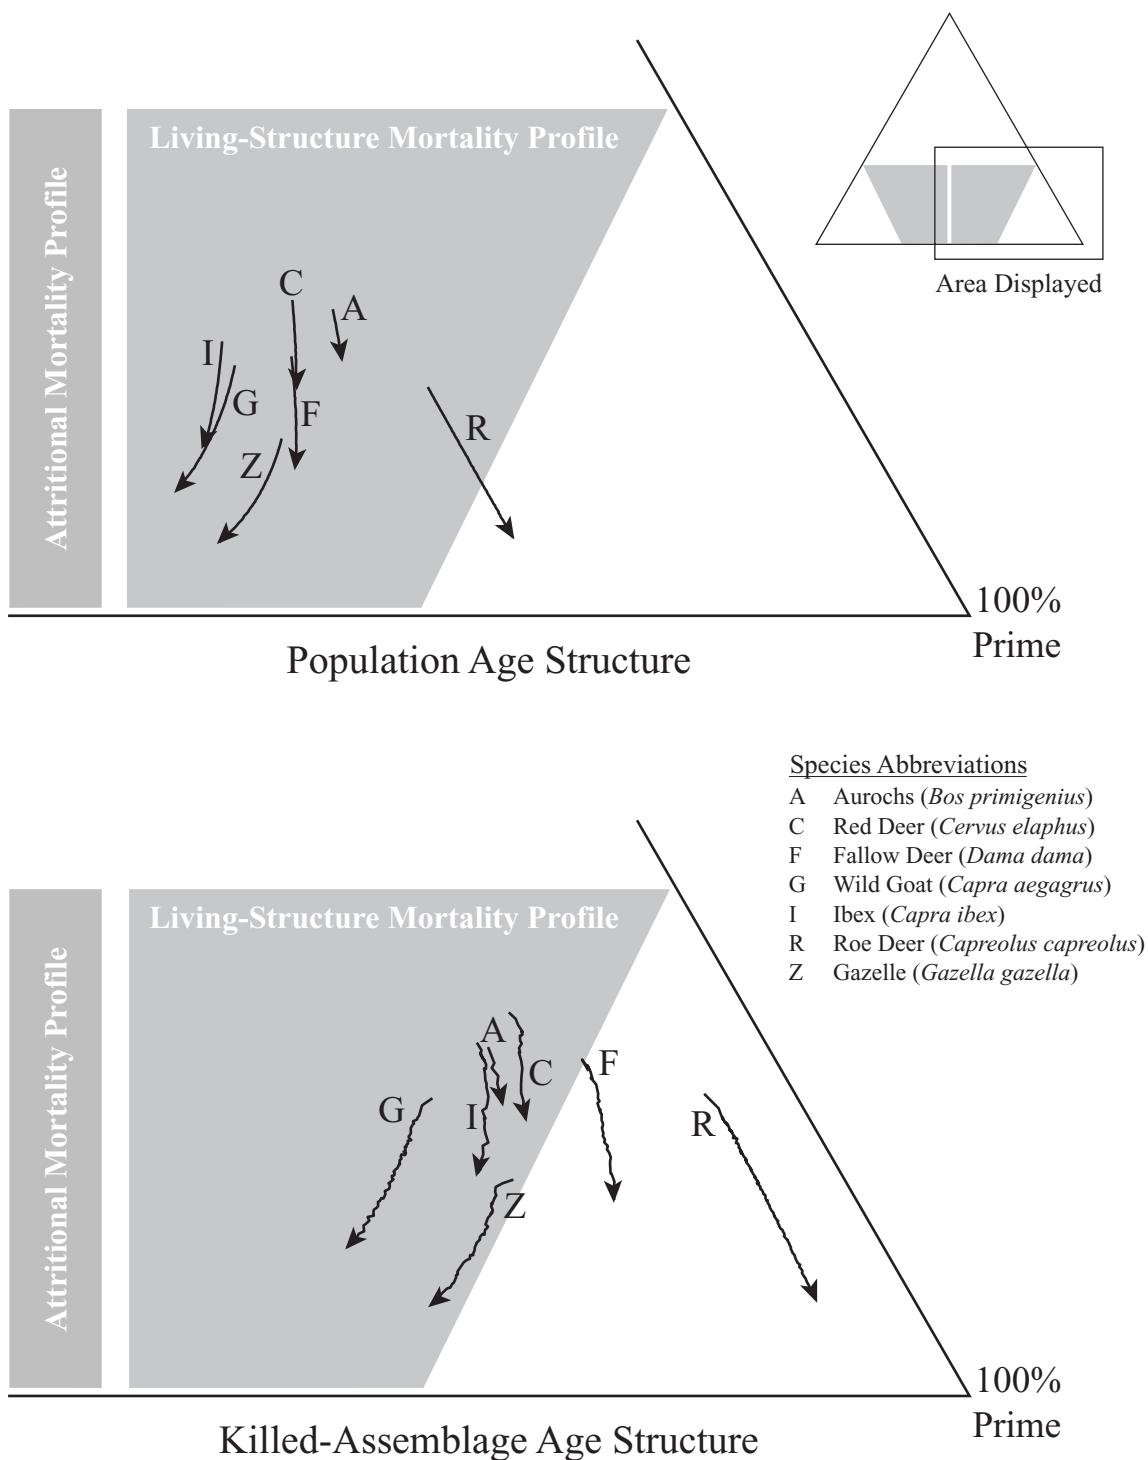 Living-Structure Mortality Profile
Attritional Mortality Profile
Area Displayed
C
A
I
G
F
R
Z
100%
Prime
Population Age Structure
Species Abbreviations
A Aurochs (Bos primigenius)
C Red Deer (Cervus elaphus)
F Fallow Deer (Dama dama)
G Wild Goat (Capra aegagrus)
I Ibex (Capra ibex)
R Roe Deer (Capreolus capreolus)
Z Gazelle (Gazella gazella)
Living-Structure Mortality Profile
Attritional Mortality Profile
A
C
F
G
I
R
Z
100%
Prime
Killed-Assemblage Age Structure